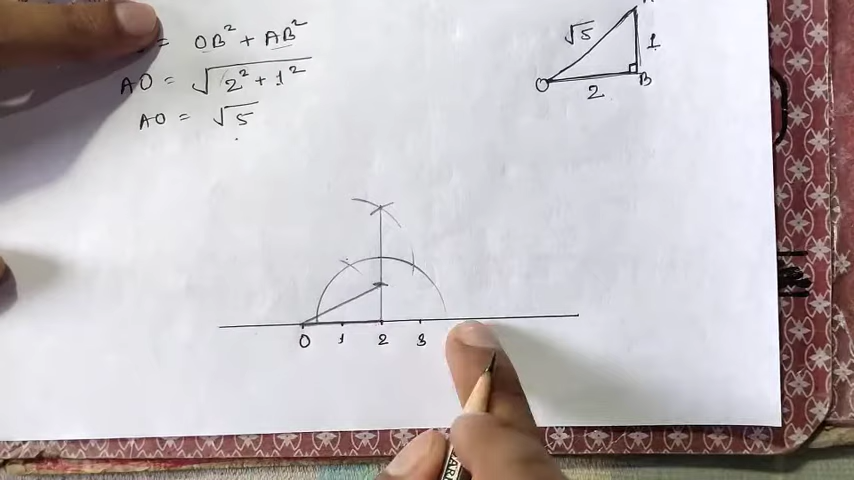 = OB² + AB²
AO = √2² + 1²
AO = √5
√5
1
O
2
B
0 1 2 3